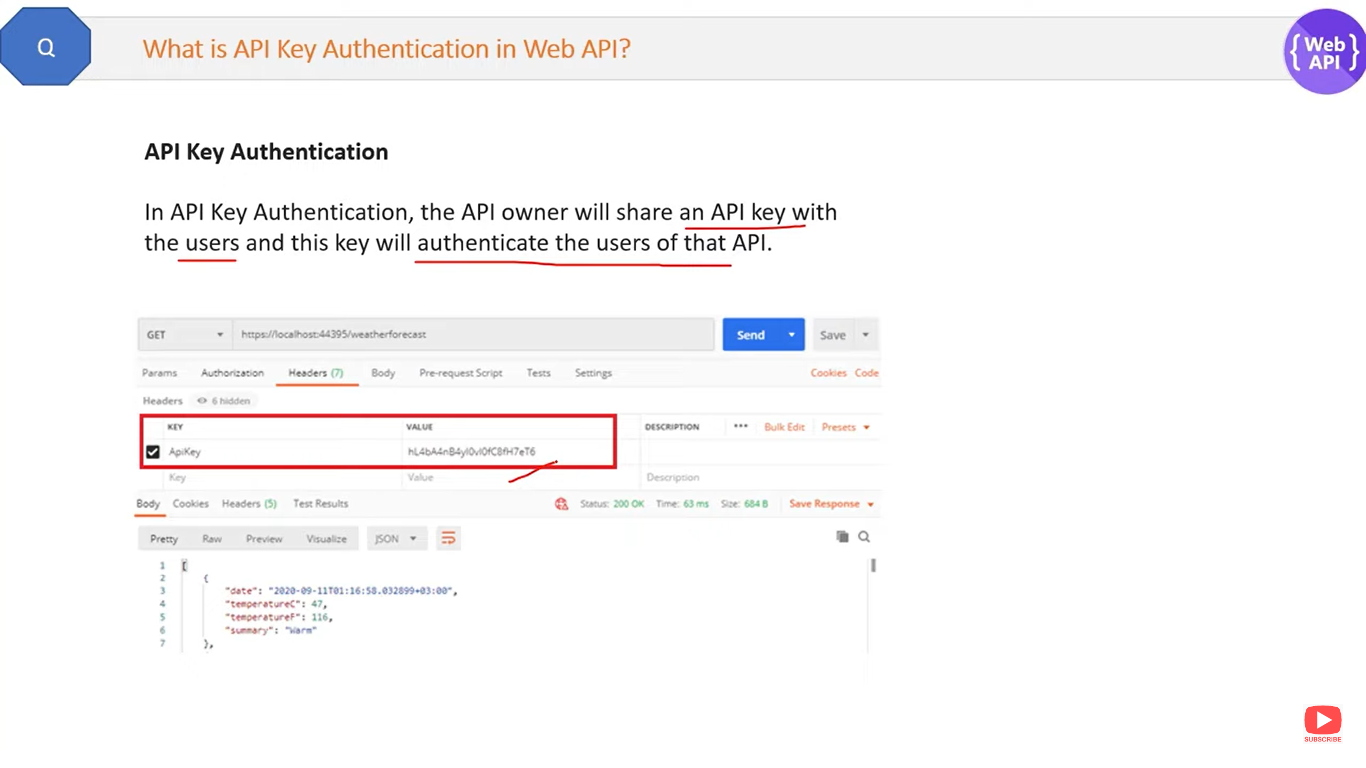 Q
What is API Key Authentication in Web API?
{Web
API}
API Key Authentication
In API Key Authentication, the API owner will share an API key with
the users and this key will authenticate the users of that API.
GET https://localhost:44395/weatherforecast Send Save
Params Authorization Headers (7) Body Pre-request Script Tests Settings Cookies Code
Headers 6 hidden
KEY VALUE DESCRIPTION ••• Bulk Edit Presets
ApiKey hL4bA4nB4yI0vI0fC8fH7eT6
Key Value Description
Body Cookies Headers (5) Test Results Status: 200 OK Time: 63 ms Size: 684 B Save Response
Pretty Raw Preview Visualize JSON
1 [
2 {
3 "date": "2020-09-11T01:16:58.032899+03:00",
4 "temperatureC": 47,
5 "temperatureF": 116,
6 "summary": "Warm"
7 },
SUBSCRIBE